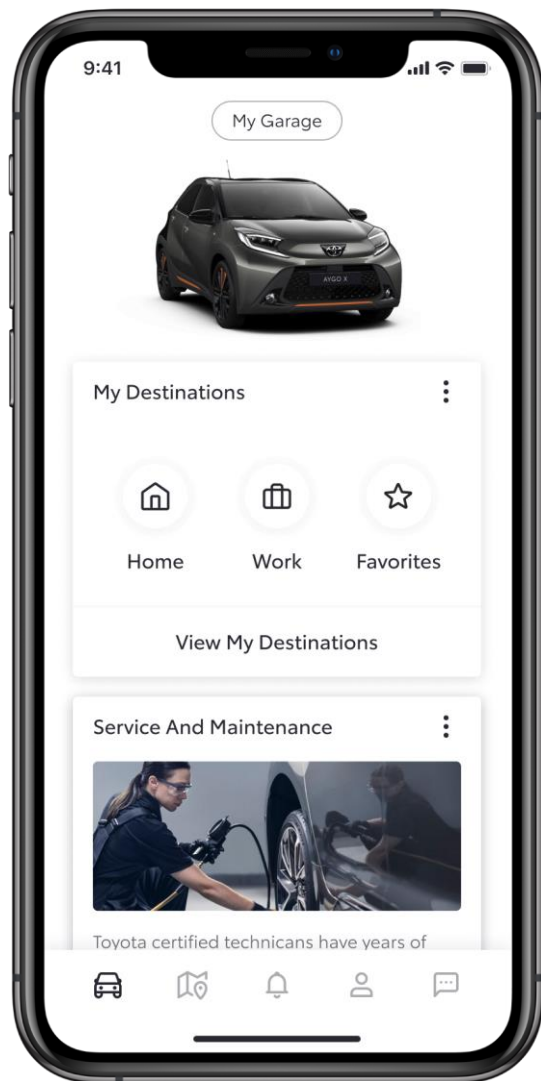 9:41
My Garage
AYGO X
My Destinations
Home Work Favorites
View My Destinations
Service And Maintenance
Toyota certified technicans have years of